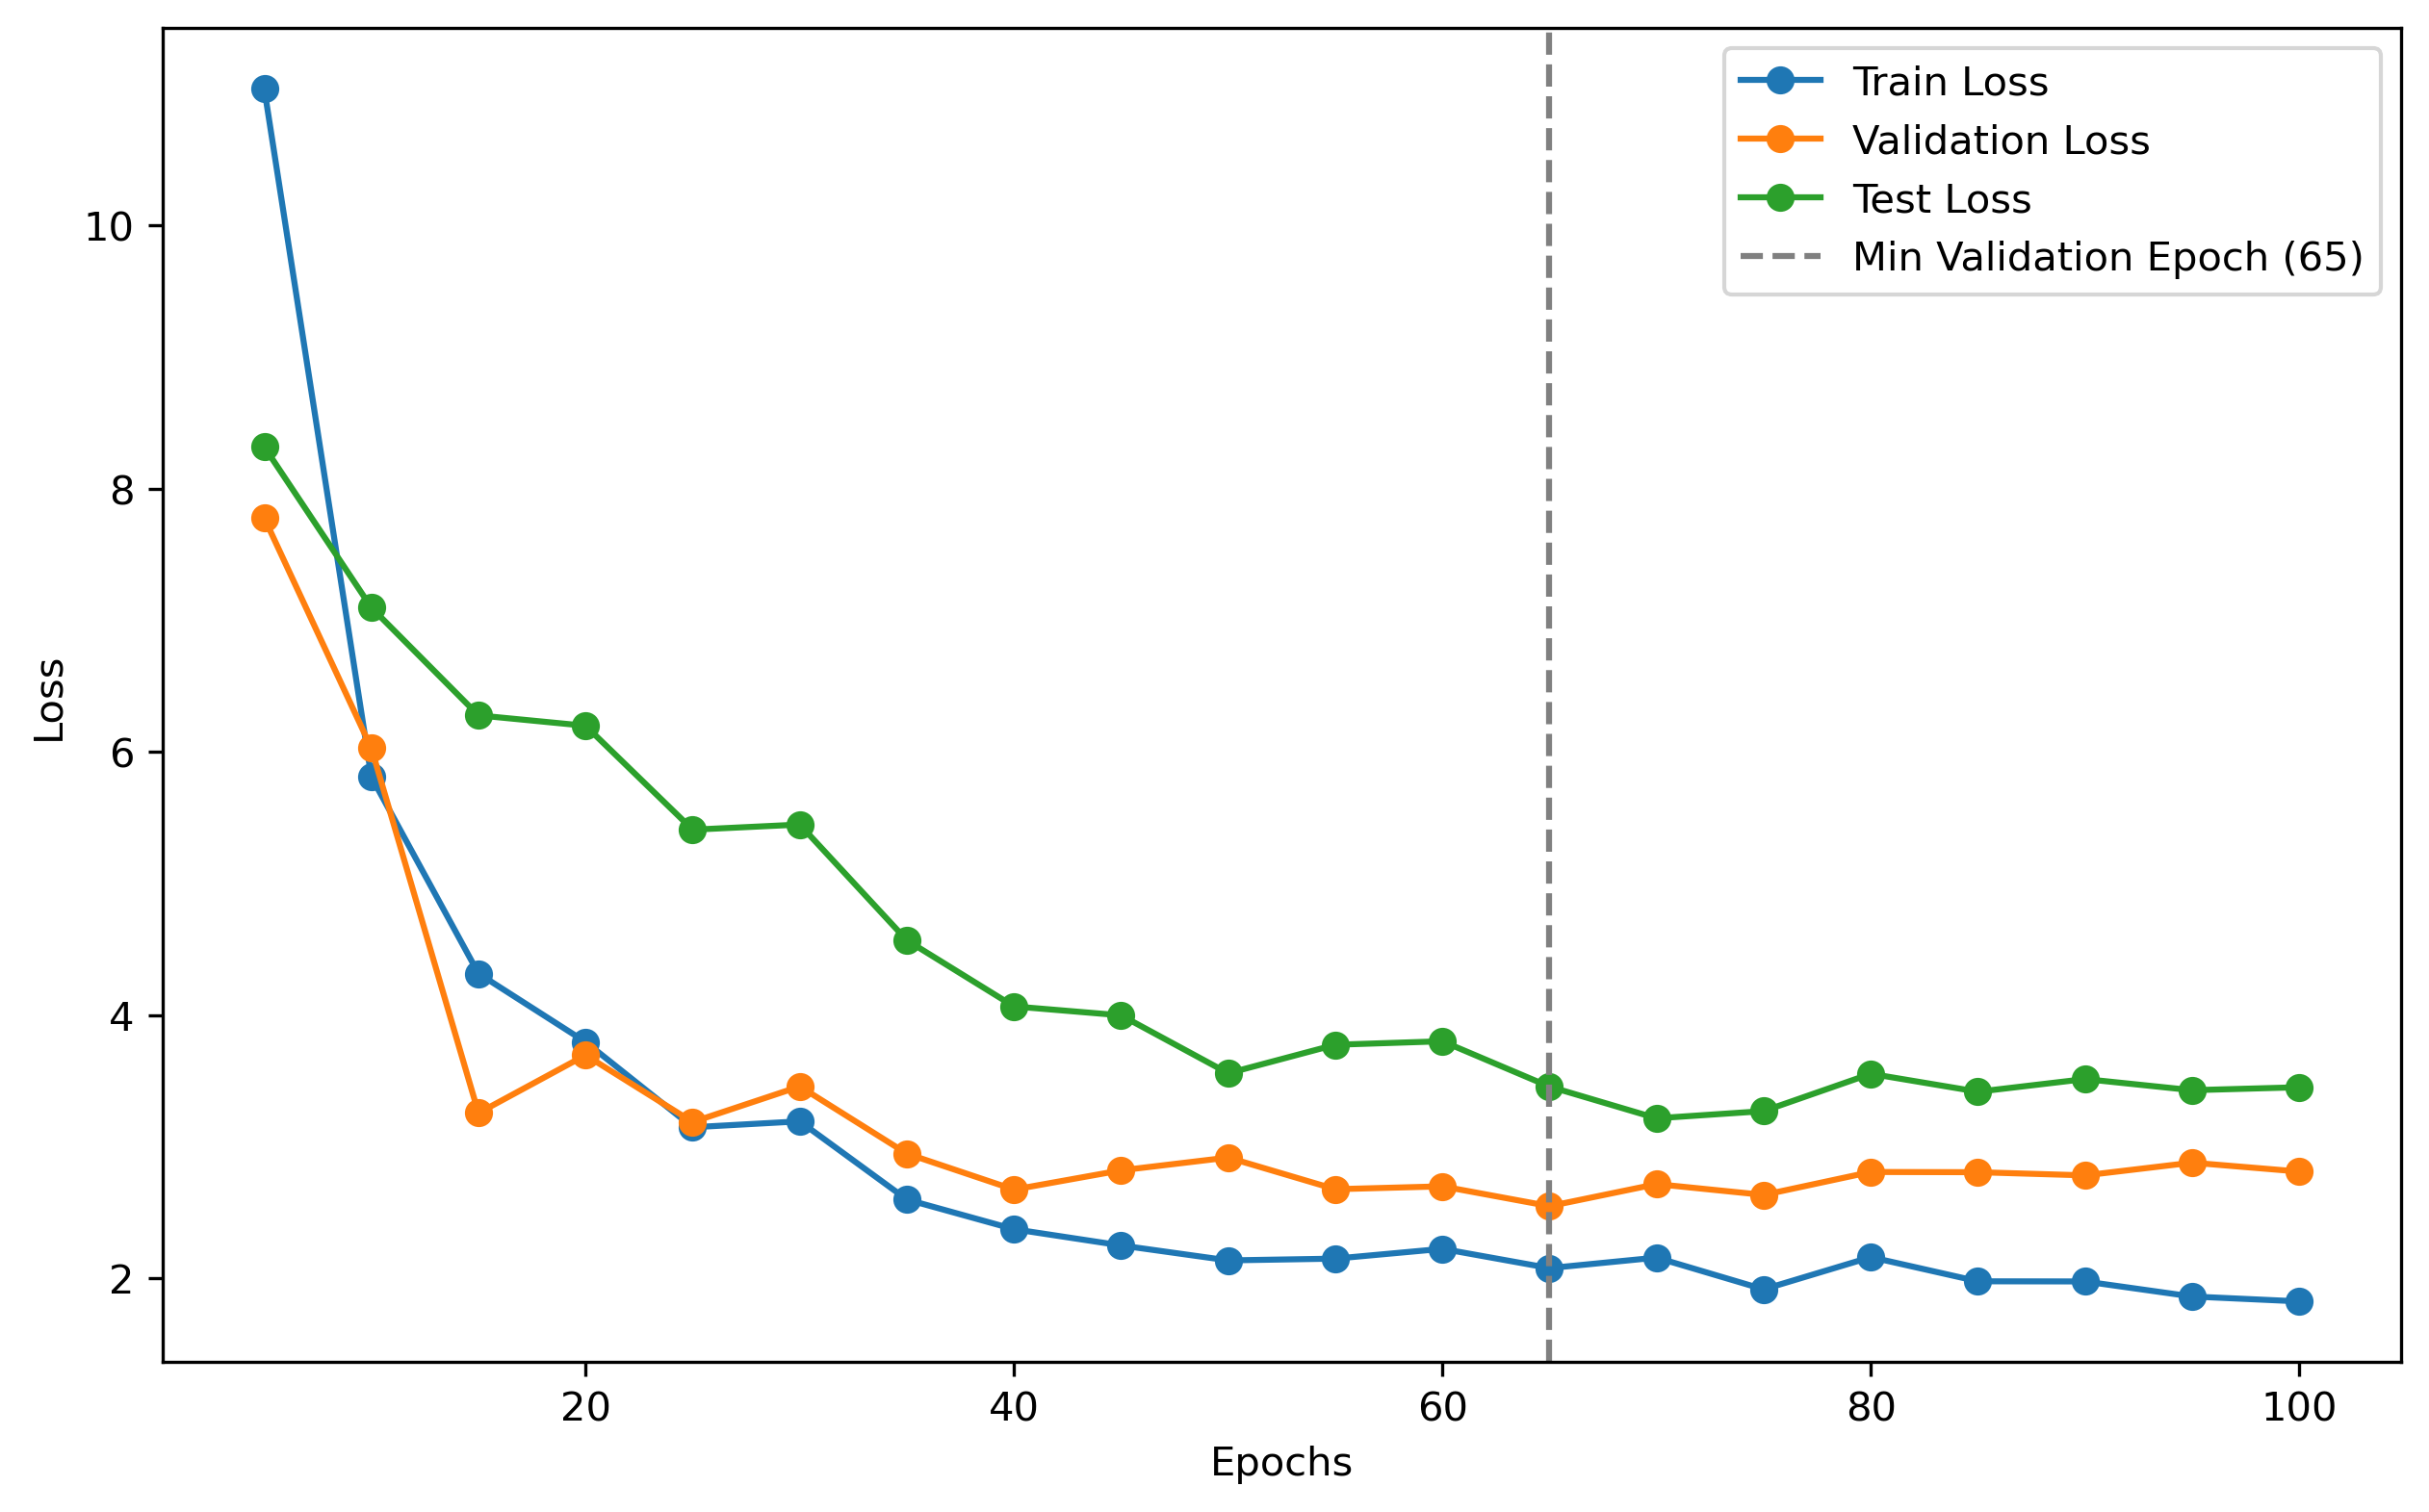 Train Loss
Validation Loss
Test Loss
Min Validation Epoch (65)
10
8
6
4
2
Loss
20 40 60 80 100
Epochs